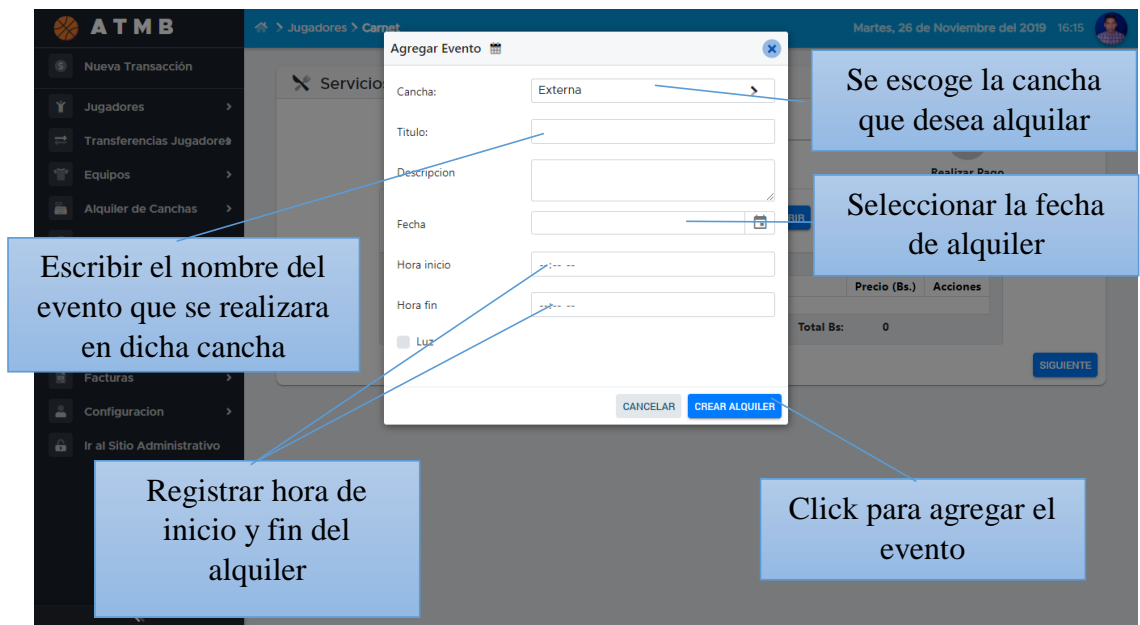 ATMB
> Jugadores > Carnet
Martes, 26 de Noviembre del 2019 16:15
Nueva Transacción
Jugadores >
Transferencias Jugadores
Equipos >
Alquiler de Canchas >
Facturas >
Configuracion >
Ir al Sitio Administrativo
Servicio
Agregar Evento
Cancha:
Externa
Titulo:
Descripcion
Fecha
Hora inicio
--:-- --
Hora fin
--:-- --
Luz
CANCELAR
CREAR ALQUILER
Realizar Pago
Precio (Bs.) Acciones
Total Bs: 0
SIGUIENTE
Se escoge la cancha
que desea alquilar
Seleccionar la fecha
de alquiler
Escribir el nombre del
evento que se realizara
en dicha cancha
Registrar hora de
inicio y fin del
alquiler
Click para agregar el
evento